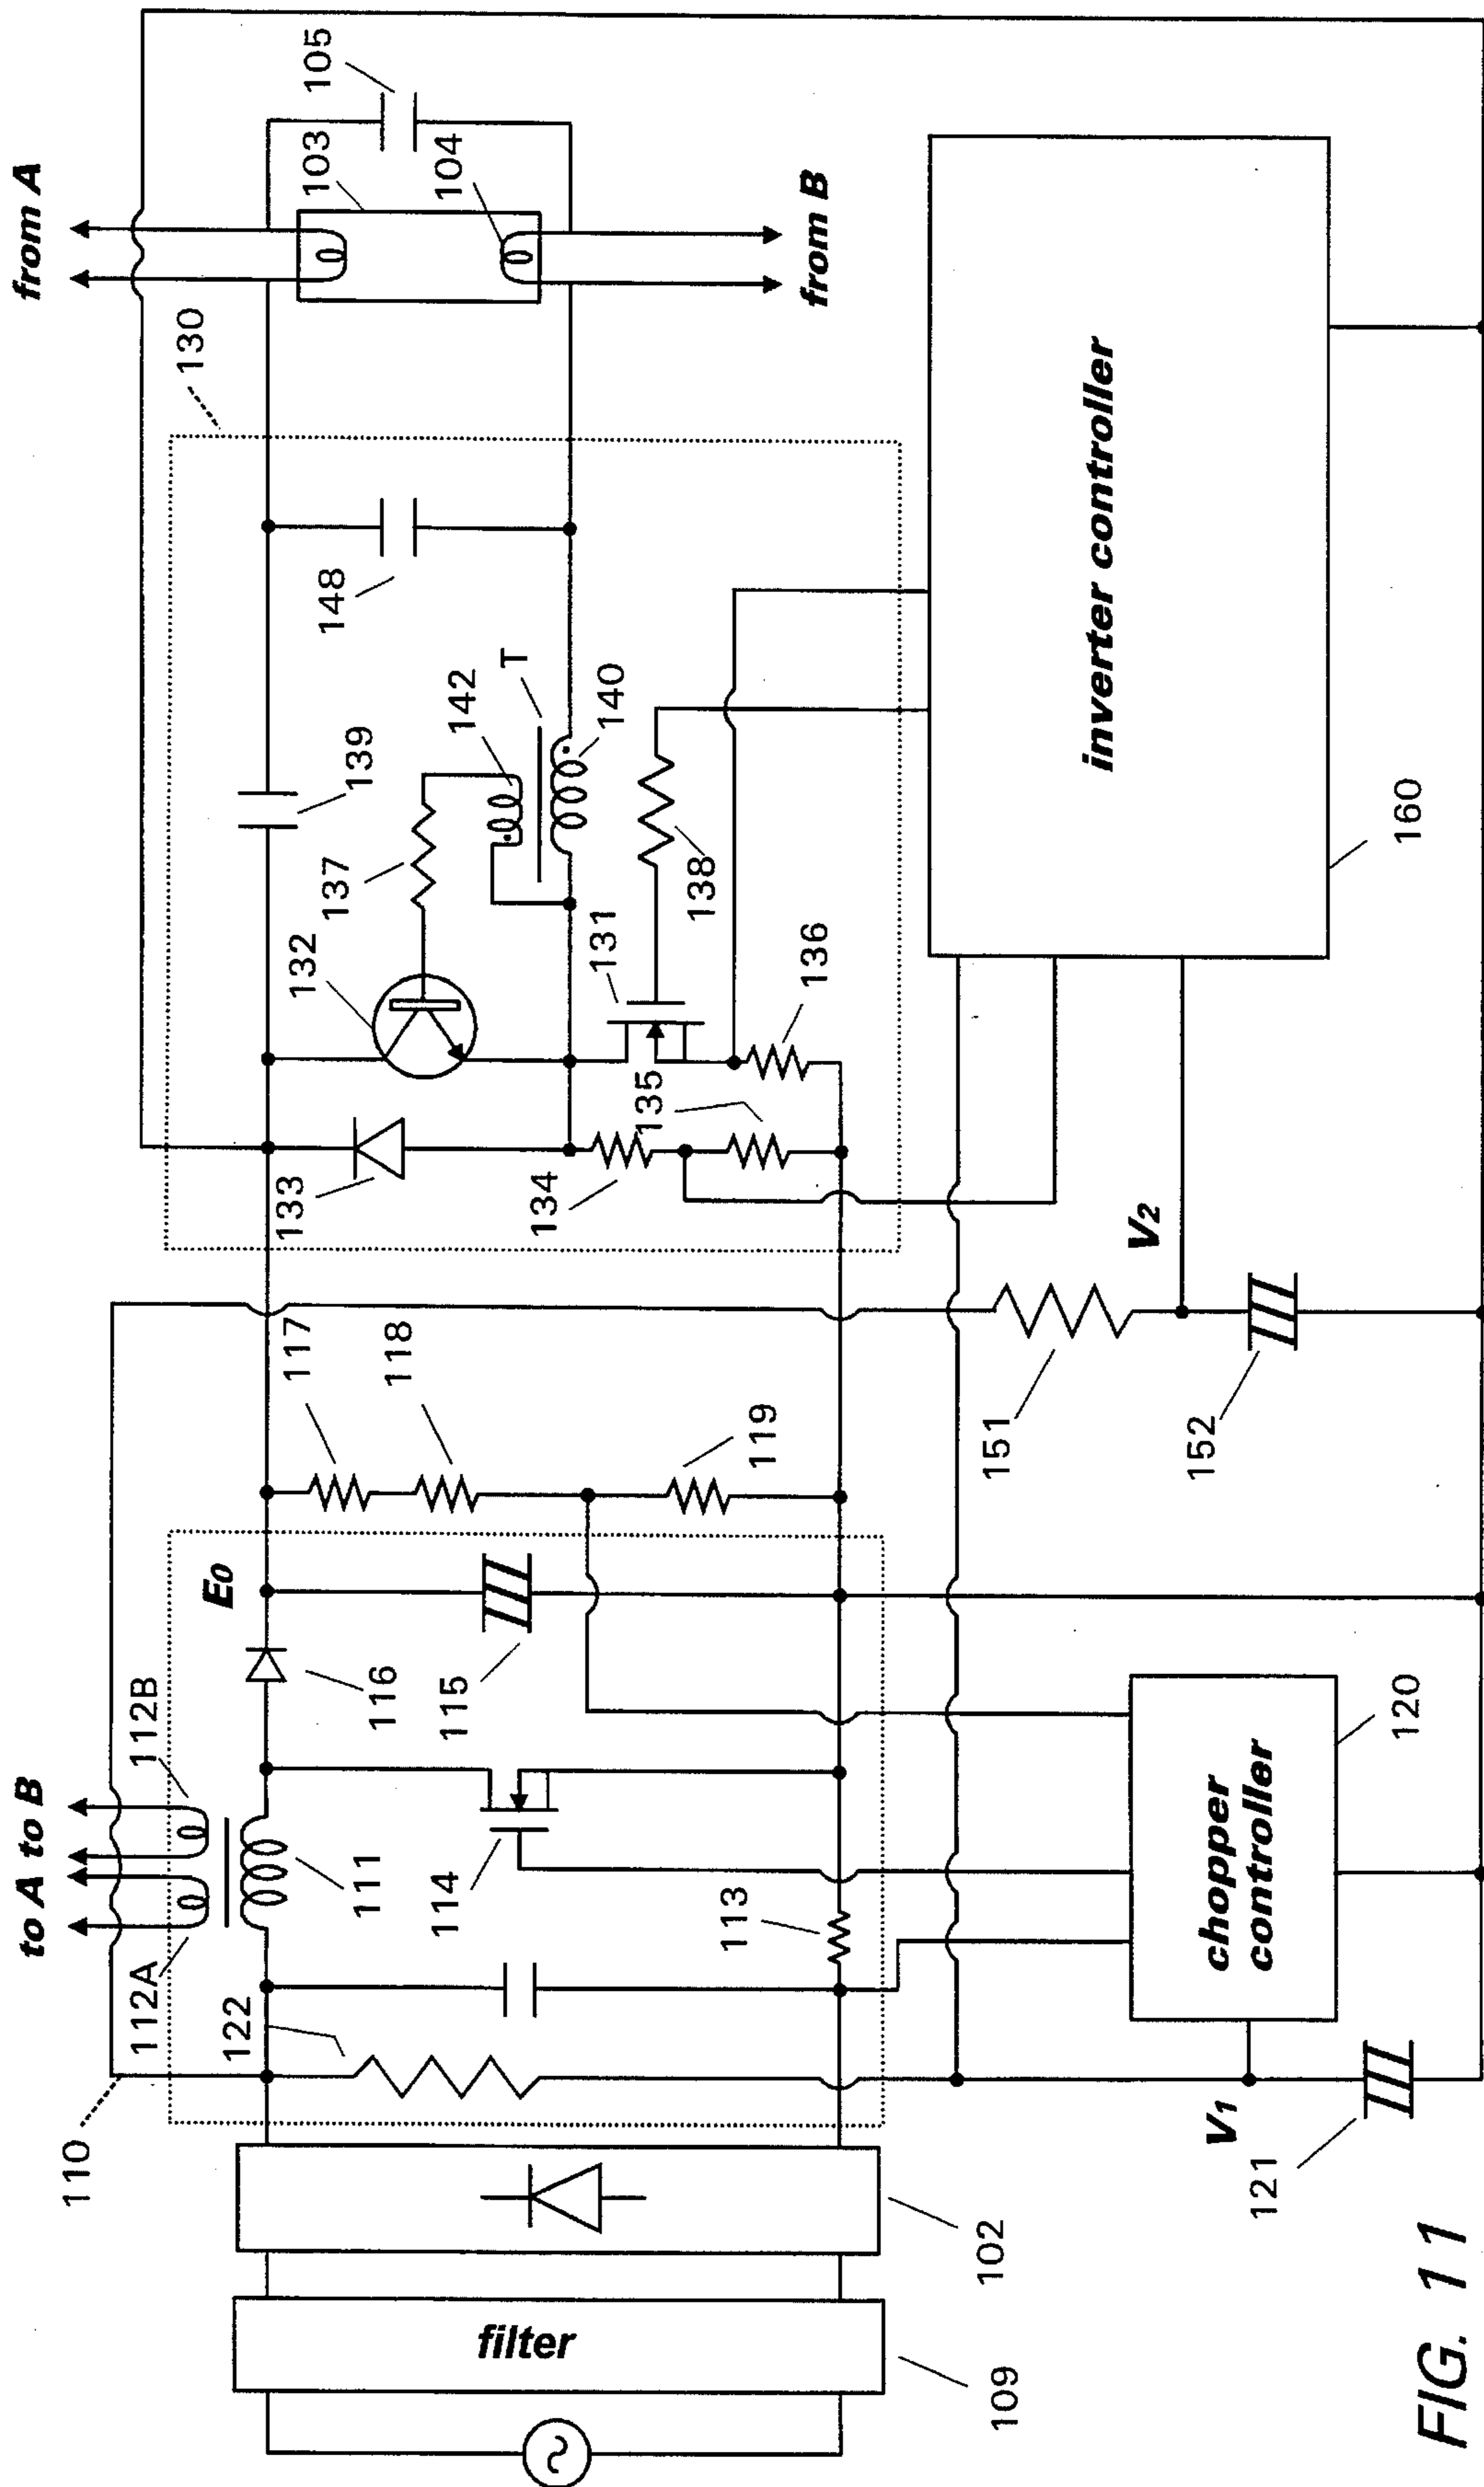 to A to B
from A
110
112A
112B
E0
122
111
116
114
115
113
117
118
119
130
133
132
137
139
142
T
140
148
103
104
105
134
135
131
136
138
from B
filter
109
102
V1
121
chopper
controller
120
151
152
V2
inverter controller
160
FIG. 11